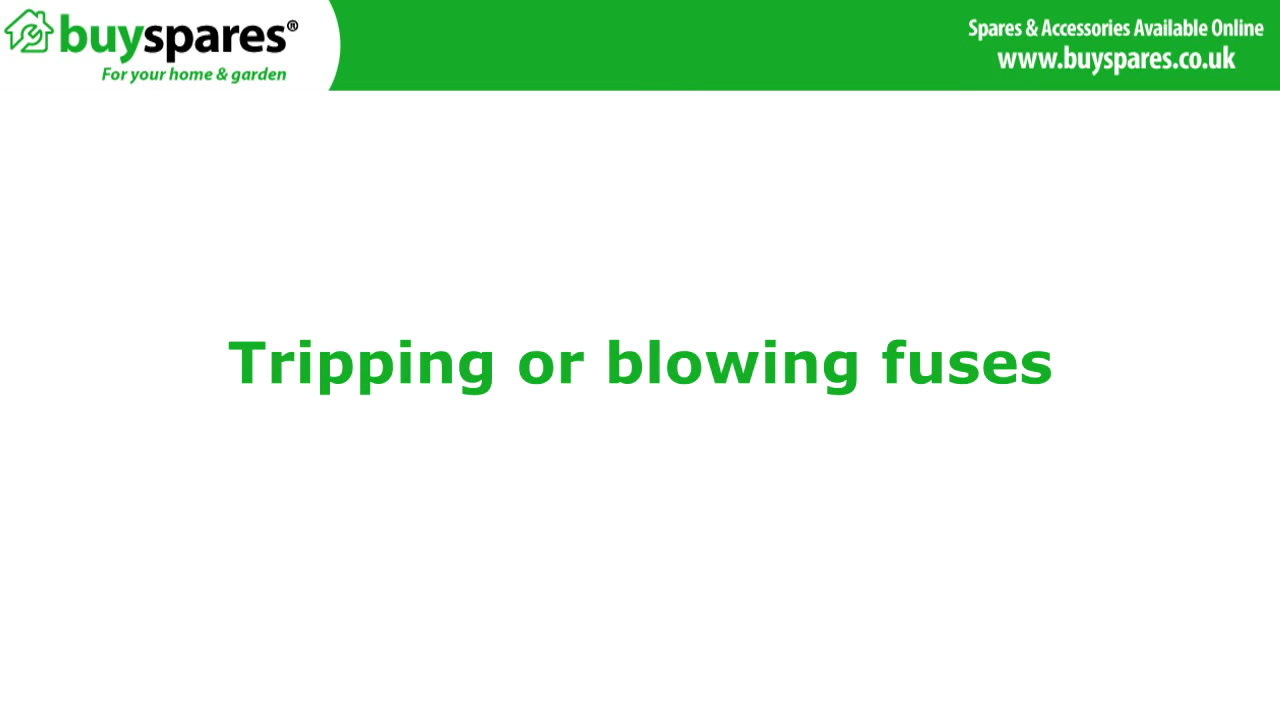 buyspares®
For your home & garden
Spares & Accessories Available Online
www.buyspares.co.uk
Tripping or blowing fuses